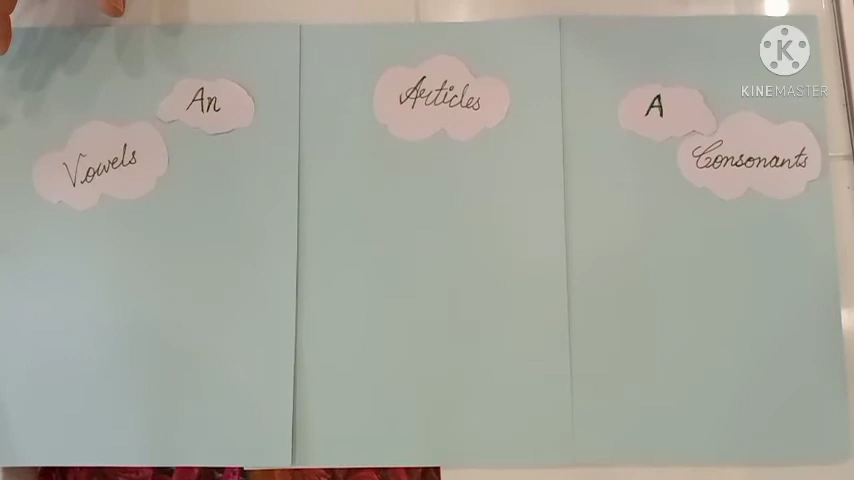 An
Vowels
Articles
A
Consonants
K
KINEMASTER